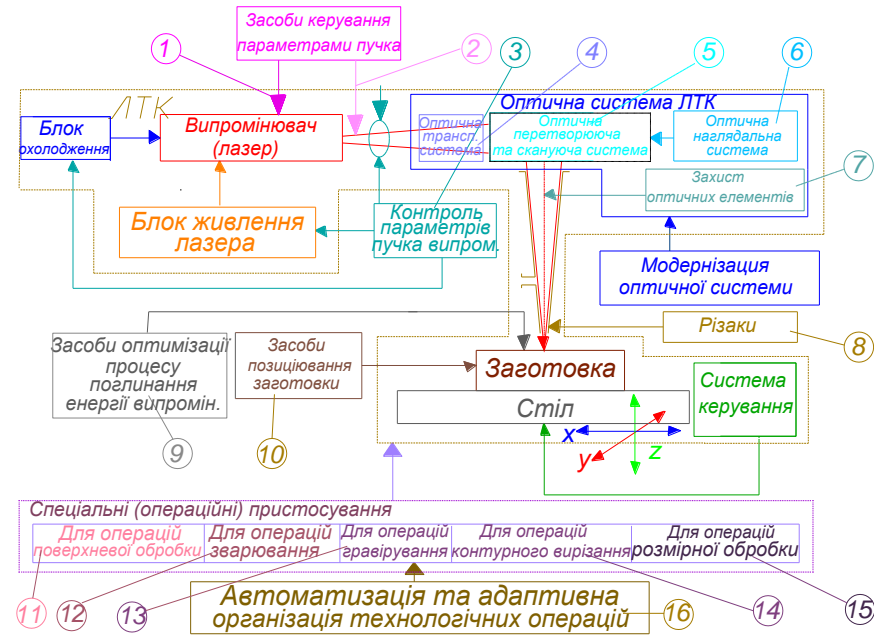 Засоби керування
параметрами пучка
1
2
3
4
5
6
ЛТК
Оптична система ЛТК
Блок
охолодження
Випромінювач
(лазер)
Оптична
трансп.
система
Оптична
перетворююча
та скануюча система
Оптична
наглядальна
система
7
Захист
оптичних елементів
Блок живлення
лазера
Контроль
параметрів
пучка випром.
Модернізація
оптичної системи
Різаки
8
Засоби оптимізації
процесу
поглинання
енергії випромін.
Засоби
позиціювання
заготовки
Заготовка
Стіл
Система
керування
x
y
z
9
10
Спеціальні (операційні) пристосування
Для операцій
поверхневої обробки
Для операцій
зварювання
Для операцій
гравірування
Для операцій
контурного вирізання
Для операцій
розмірної обробки
11
12
13
14
15
Автоматизація та адаптивна
організація технологічних операцій
16